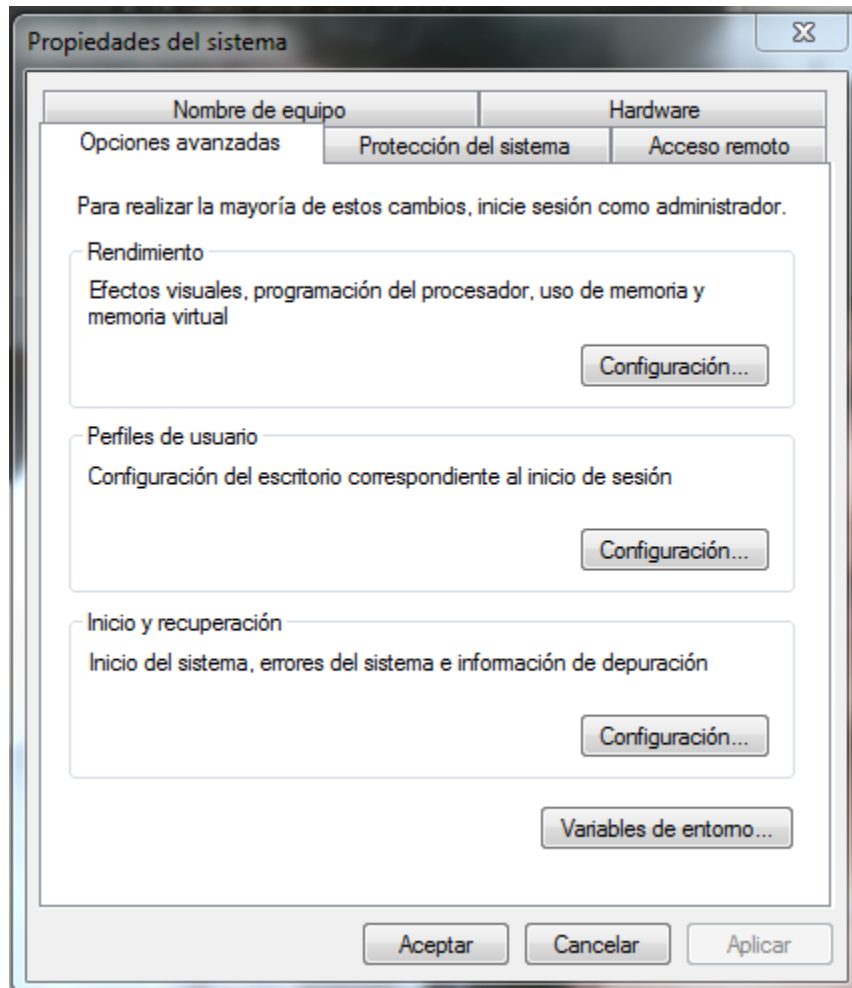 Propiedades del sistema
Nombre de equipo
Hardware
Opciones avanzadas
Protección del sistema
Acceso remoto
Para realizar la mayoría de estos cambios, inicie sesión como administrador.
Rendimiento
Efectos visuales, programación del procesador, uso de memoria y
memoria virtual
Configuración...
Perfiles de usuario
Configuración del escritorio correspondiente al inicio de sesión
Configuración...
Inicio y recuperación
Inicio del sistema, errores del sistema e información de depuración
Configuración...
Variables de entorno...
Aceptar
Cancelar
Aplicar